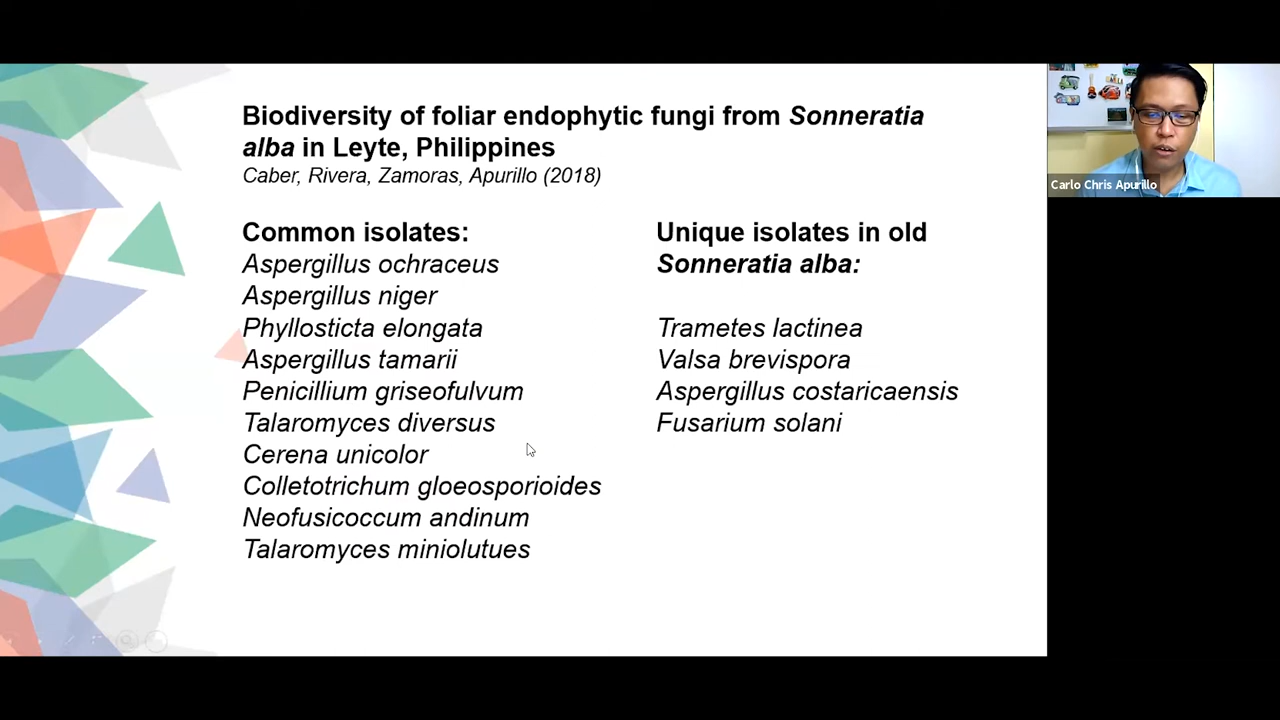 Biodiversity of foliar endophytic fungi from Sonneratia
alba in Leyte, Philippines
Caber, Rivera, Zamoras, Apurillo (2018)
Common isolates:
Aspergillus ochraceus
Aspergillus niger
Phyllosticta elongata
Aspergillus tamarii
Penicillium griseofulvum
Talaromyces diversus
Cerena unicolor
Colletotrichum gloeosporioides
Neofusicoccum andinum
Talaromyces miniolutues
Unique isolates in old
Sonneratia alba:
Trametes lactinea
Valsa brevispora
Aspergillus costaricaensis
Fusarium solani
Carlo Chris Apurillo